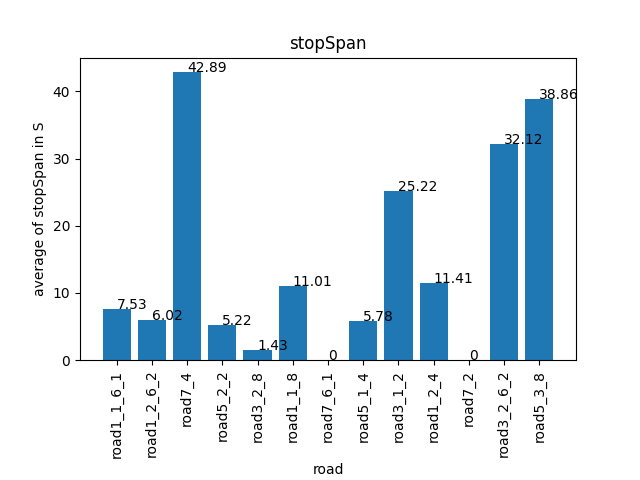 stopSpan
average of stopSpan in S
40
30
20
10
0
7.53
6.02
42.89
5.22
1.43
11.01
0
5.78
25.22
11.41
0
32.12
38.86
road1_1_6_1
road1_2_6_2
road7_4
road5_2_2
road3_2_8
road1_1_8
road7_6_1
road5_1_4
road3_1_2
road1_2_4
road7_2
road3_2_6_2
road5_3_8
road